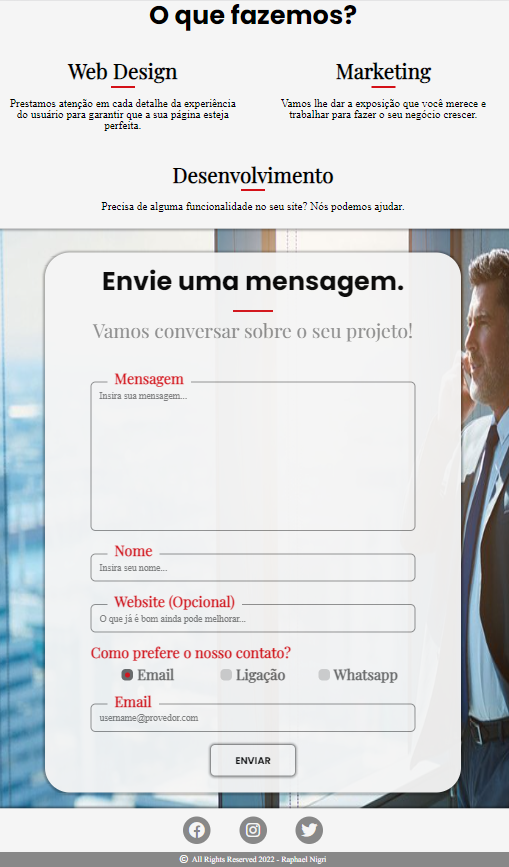 O que fazemos?
Web Design
Prestamos atenção em cada detalhe da experiência
do usuário para garantir que a sua página esteja
perfeita.
Marketing
Vamos lhe dar a exposição que você merece e
trabalhar para fazer o seu negócio crescer.
Desenvolvimento
Precisa de alguma funcionalidade no seu site? Nós podemos ajudar.
Envie uma mensagem.
Vamos conversar sobre o seu projeto!
Mensagem
Insira sua mensagem...
Nome
Insira seu nome...
Website (Opcional)
O que já é bom ainda pode melhorar...
Como prefere o nosso contato?
Email Ligação Whatsapp
Email
username@provedor.com
ENVIAR
© All Rights Reserved 2022 - Raphael Nigri